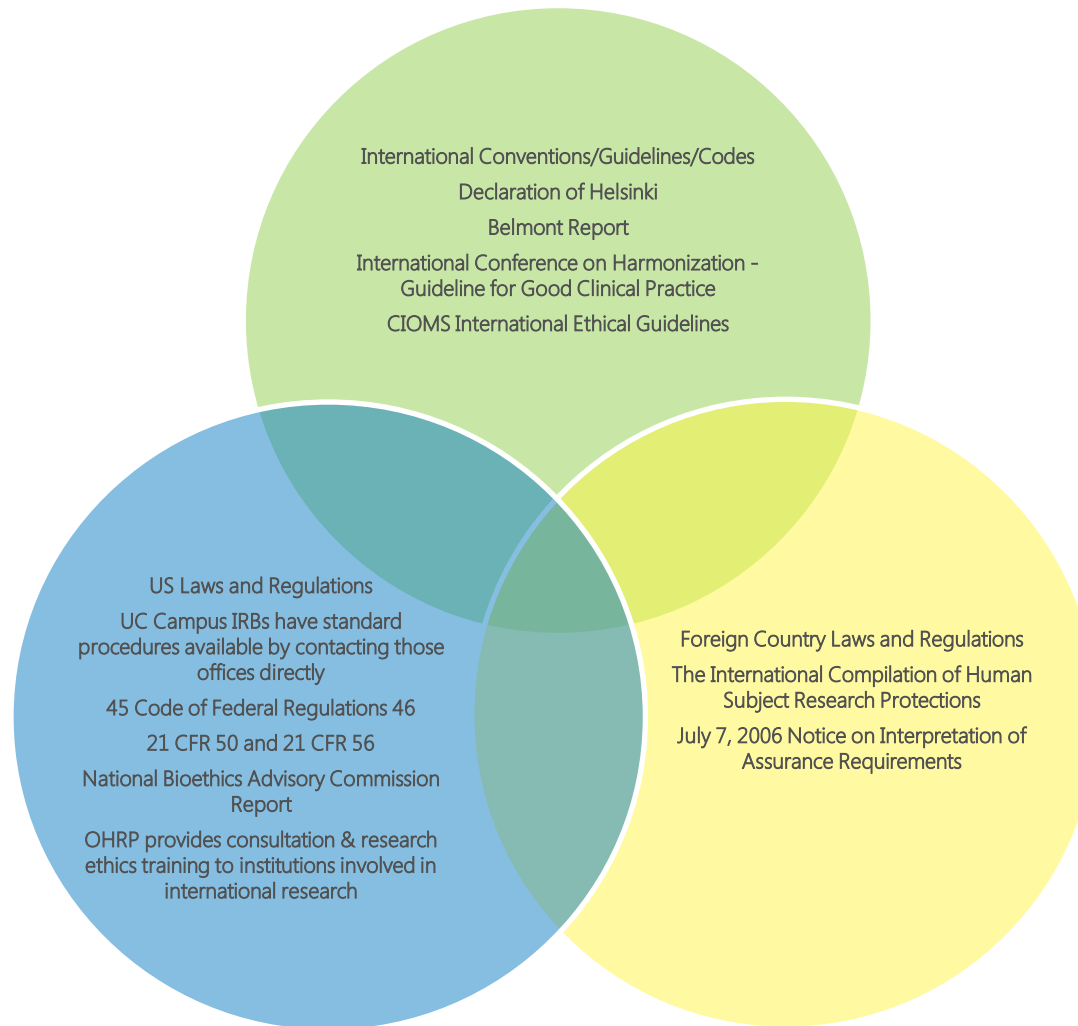 International Conventions/Guidelines/Codes
Declaration of Helsinki
Belmont Report
International Conference on Harmonization -
Guideline for Good Clinical Practice
CIOMS International Ethical Guidelines
US Laws and Regulations
UC Campus IRBs have standard
procedures available by contacting those
offices directly
45 Code of Federal Regulations 46
21 CFR 50 and 21 CFR 56
National Bioethics Advisory Commission
Report
OHRP provides consultation & research
ethics training to institutions involved in
international research
Foreign Country Laws and Regulations
The International Compilation of Human
Subject Research Protections
July 7, 2006 Notice on Interpretation of
Assurance Requirements